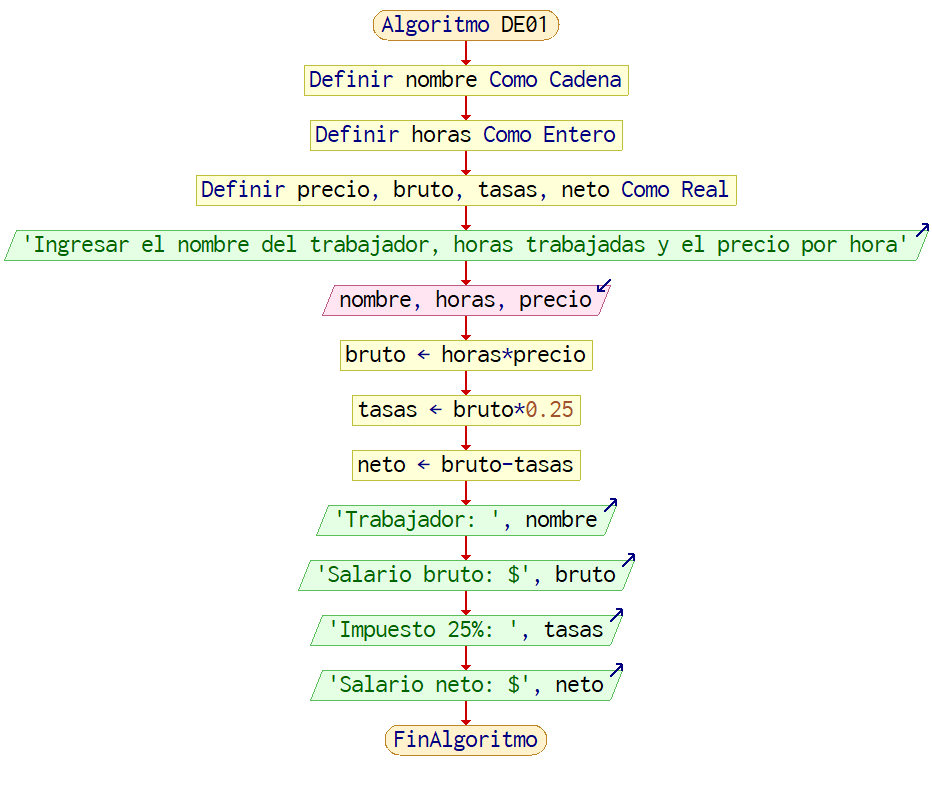 Algoritmo DE01
Definir nombre Como Cadena
Definir horas Como Entero
Definir precio, bruto, tasas, neto Como Real
'Ingresar el nombre del trabajador, horas trabajadas y el precio por hora'
nombre, horas, precio
bruto ← horas*precio
tasas ← bruto*0.25
neto ← bruto-tasas
'Trabajador: ', nombre
'Salario bruto: $', bruto
'Impuesto 25%: ', tasas
'Salario neto: $', neto
FinAlgoritmo